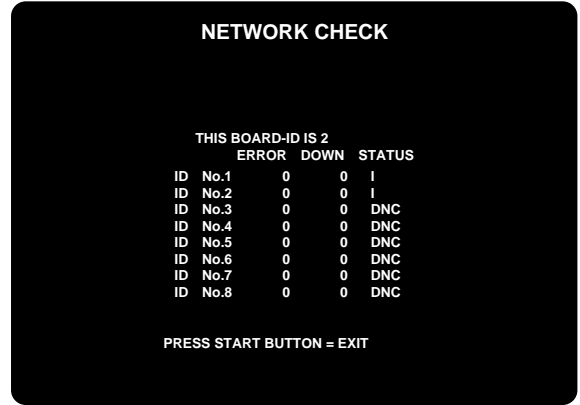 NETWORK CHECK
THIS BOARD-ID IS 2
ERROR DOWN STATUS
ID No.1 0 0 I
ID No.2 0 0 I
ID No.3 0 0 DNC
ID No.4 0 0 DNC
ID No.5 0 0 DNC
ID No.6 0 0 DNC
ID No.7 0 0 DNC
ID No.8 0 0 DNC
PRESS START BUTTON = EXIT